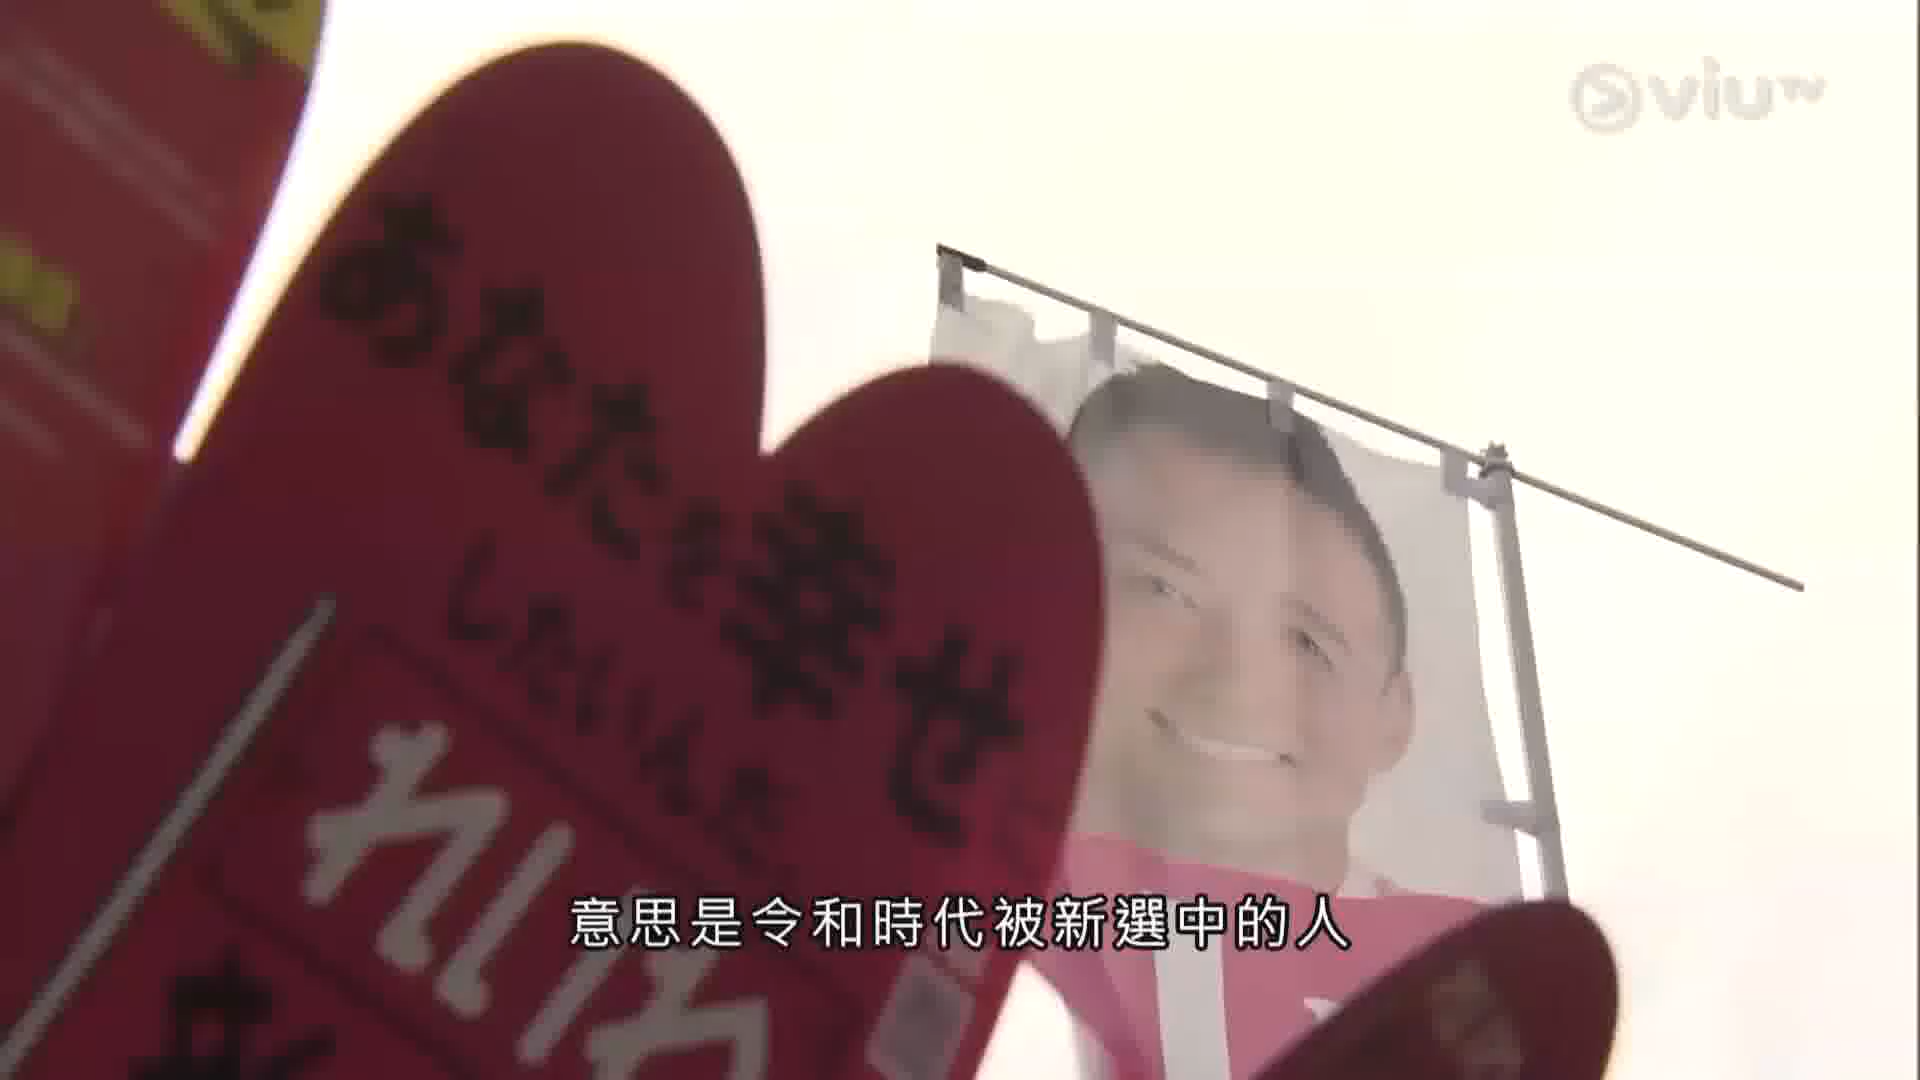 viu TV
あなたを幸せ
したいんだ
れいわ
意思是令和時代被新選中的人